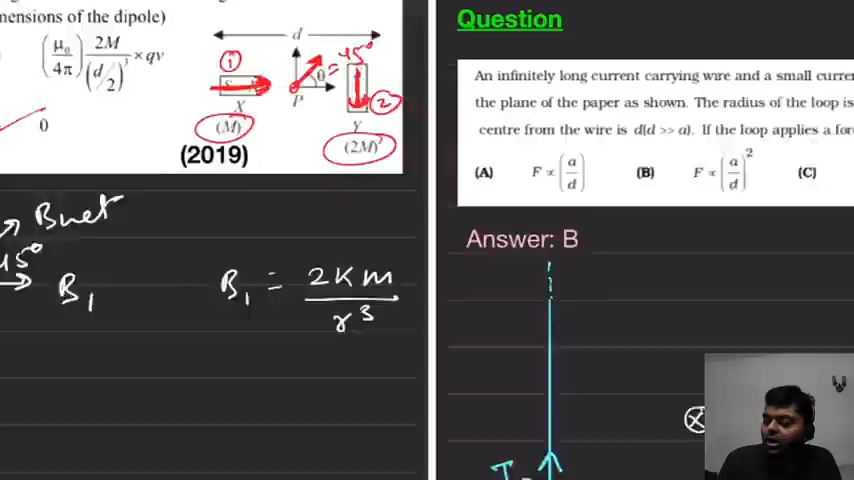 mensions of the dipole)
(μ₀/4π) 2M/(d/2)³ × qv
0
d
① S
P θ = 45°
②
X
Y
(M)
(2M)
(2019)
Bnet
45°
B₁
B₁ = 2KM/r³
Question
An infinitely long current carrying wire and a small curre
the plane of the paper as shown. The radius of the loop is
centre from the wire is d(d >> a). If the loop applies a for
(A) F ∝ (a/d) (B) F ∝ (a/d)² (C)
Answer: B
I